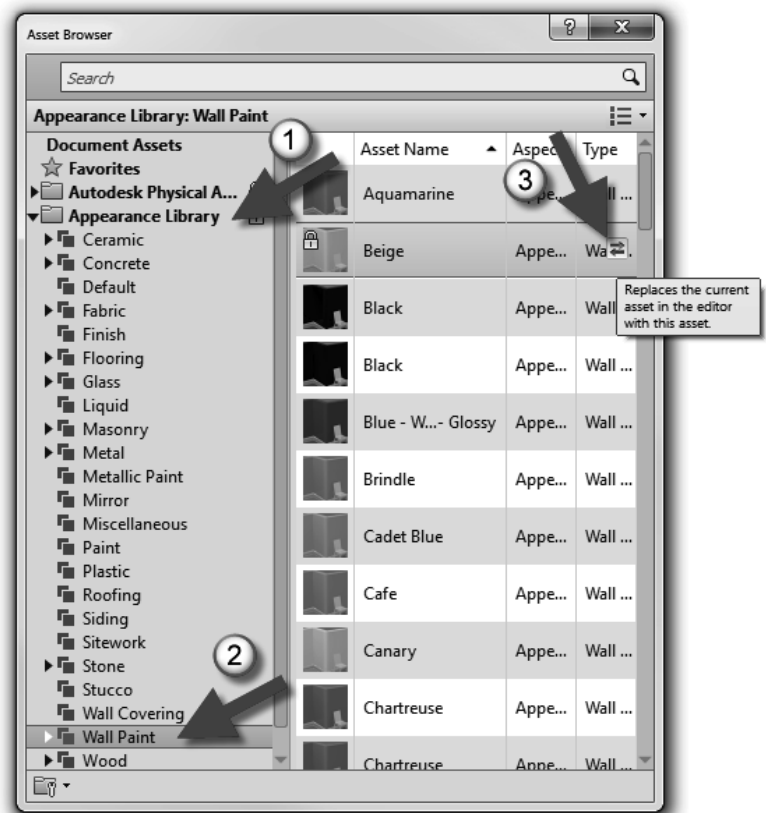 Asset Browser
?
X
Search
Appearance Library: Wall Paint
Document Assets
Favorites
Autodesk Physical A...
Appearance Library
Ceramic
Concrete
Default
Fabric
Finish
Flooring
Glass
Liquid
Masonry
Metal
Metallic Paint
Mirror
Miscellaneous
Paint
Plastic
Roofing
Siding
Sitework
Stone
Stucco
Wall Covering
Wall Paint
Wood
1
2
3
Asset Name Aspec Type
Aquamarine
Beige Appe... Wa
Black Appe... Wall
Black Appe... Wall ...
Blue - W...- Glossy Appe... Wall ...
Brindle Appe... Wall ...
Cadet Blue Appe... Wall ...
Cafe Appe... Wall ...
Canary Appe... Wall ...
Chartreuse Appe... Wall ...
Chartreuse Appe... Wall ...
Replaces the current
asset in the editor
with this asset.